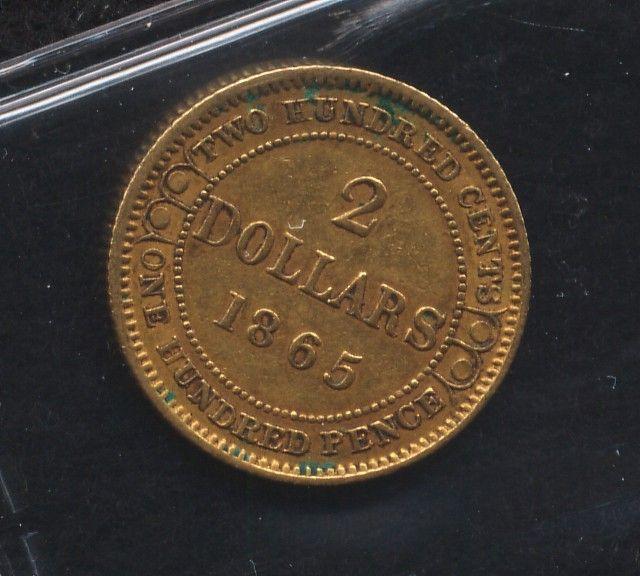 TWO HUNDRED CENTS
2
DOLLARS
1865
ONE HUNDRED PENCE